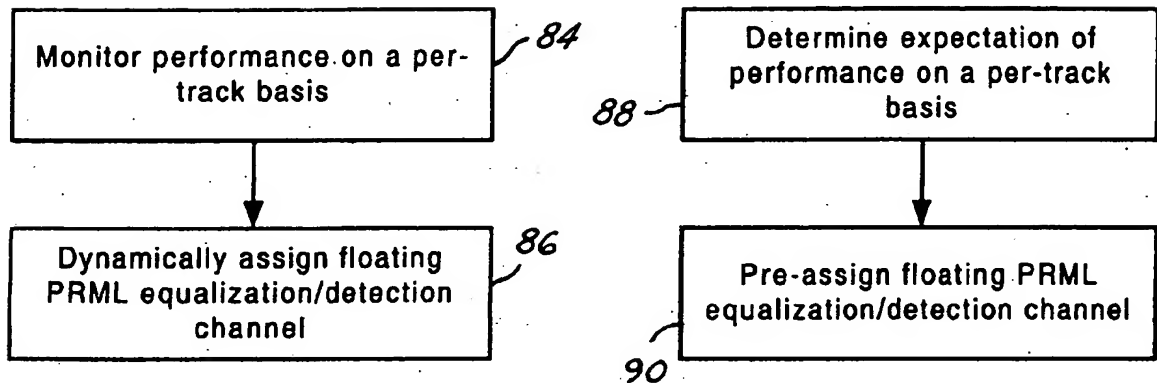 Monitor performance on a per-
track basis
84
Dynamically assign floating
PRML equalization/detection
channel
86
Determine expectation of
performance on a per-track
basis
88
Pre-assign floating PRML
equalization/detection channel
90